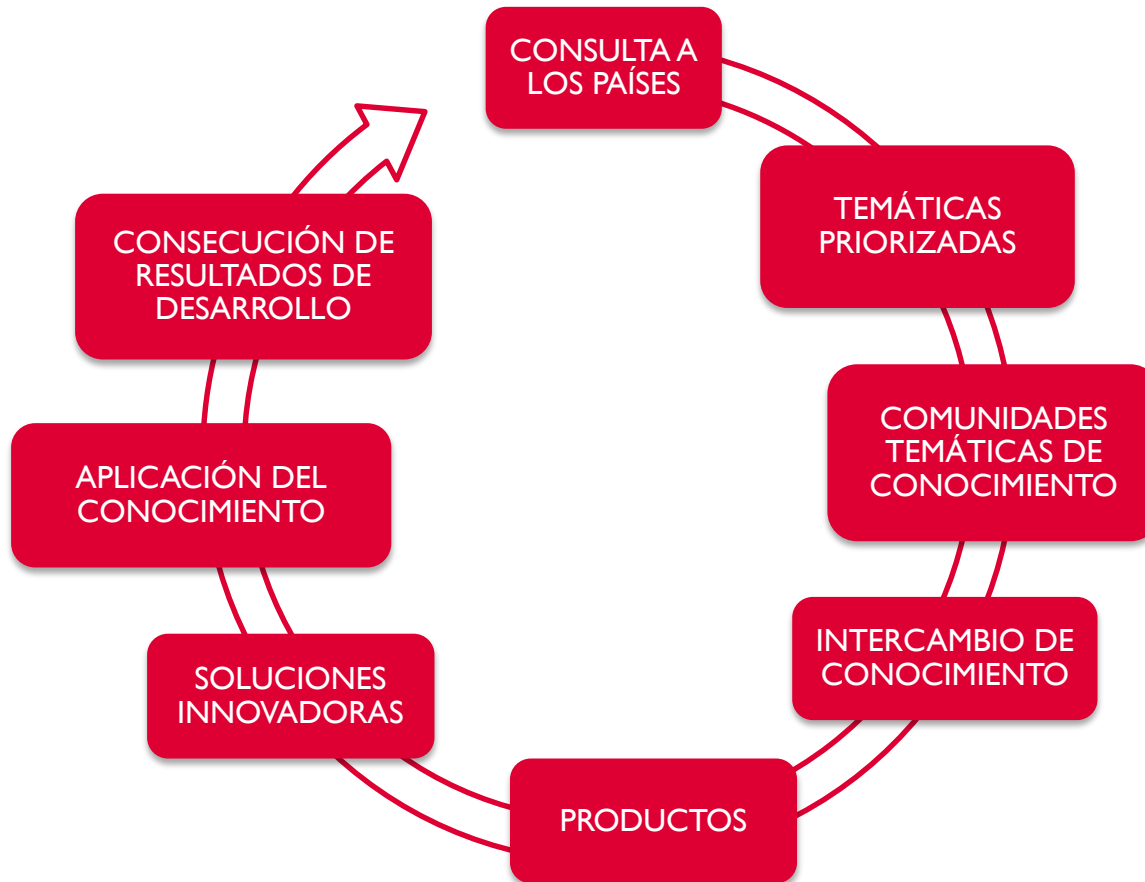 CONSULTA A
LOS PAÍSES
TEMÁTICAS
PRIORIZADAS
COMUNIDADES
TEMÁTICAS DE
CONOCIMIENTO
INTERCAMBIO DE
CONOCIMIENTO
PRODUCTOS
SOLUCIONES
INNOVADORAS
APLICACIÓN DEL
CONOCIMIENTO
CONSECUCIÓN DE
RESULTADOS DE
DESARROLLO